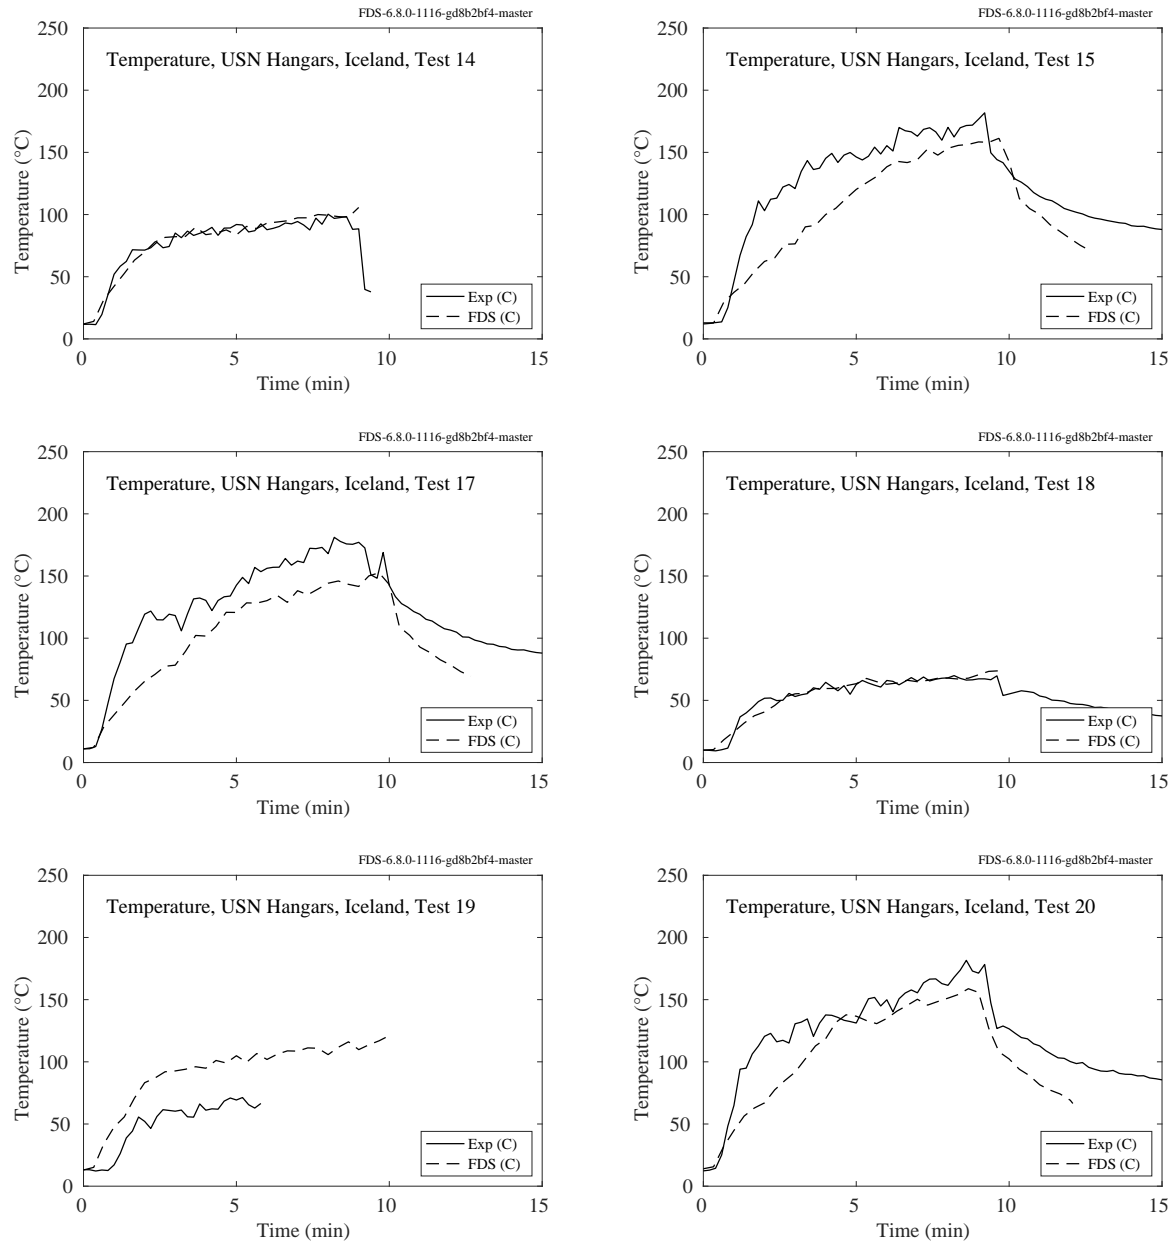 FDS-6.8.0-1116-gd8b2bf4-master
Temperature, USN Hangars, Iceland, Test 14
250
200
150
100
50
0
Temperature (°C)
0 5 10 15
Time (min)
Exp (C)
FDS (C)
FDS-6.8.0-1116-gd8b2bf4-master
Temperature, USN Hangars, Iceland, Test 15
250
200
150
100
50
0
Temperature (°C)
0 5 10 15
Time (min)
Exp (C)
FDS (C)
FDS-6.8.0-1116-gd8b2bf4-master
Temperature, USN Hangars, Iceland, Test 17
250
200
150
100
50
0
Temperature (°C)
0 5 10 15
Time (min)
Exp (C)
FDS (C)
FDS-6.8.0-1116-gd8b2bf4-master
Temperature, USN Hangars, Iceland, Test 18
250
200
150
100
50
0
Temperature (°C)
0 5 10 15
Time (min)
Exp (C)
FDS (C)
FDS-6.8.0-1116-gd8b2bf4-master
Temperature, USN Hangars, Iceland, Test 19
250
200
150
100
50
0
Temperature (°C)
0 5 10 15
Time (min)
Exp (C)
FDS (C)
FDS-6.8.0-1116-gd8b2bf4-master
Temperature, USN Hangars, Iceland, Test 20
250
200
150
100
50
0
Temperature (°C)
0 5 10 15
Time (min)
Exp (C)
FDS (C)